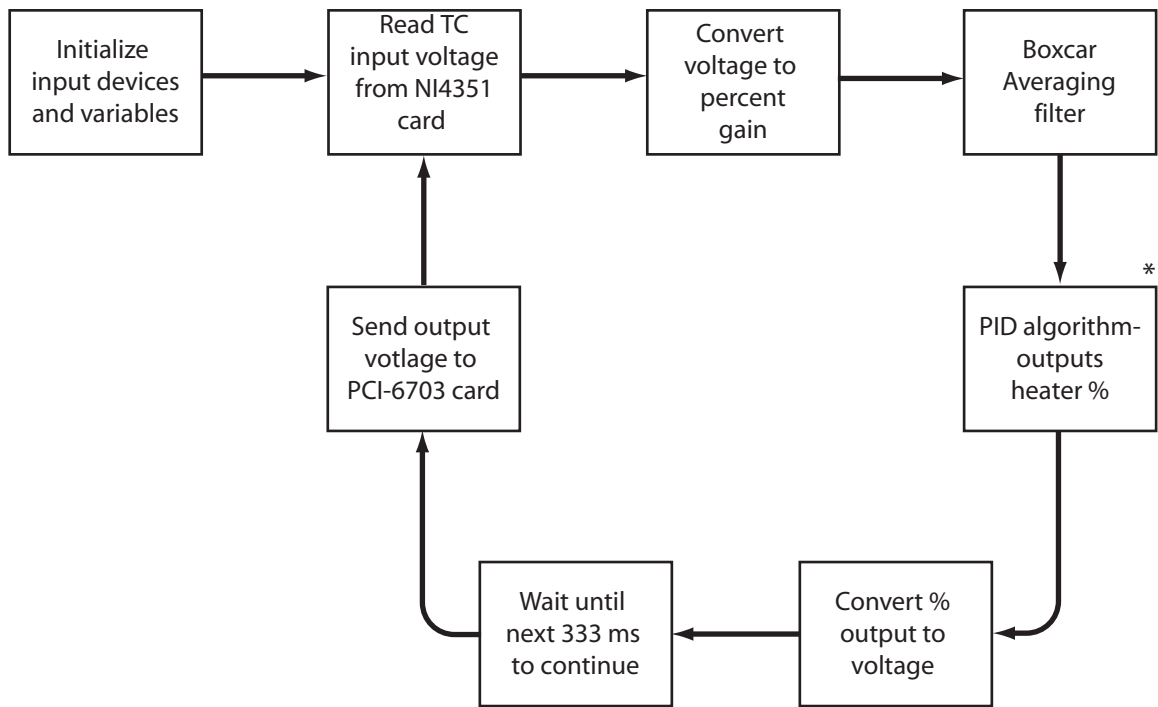 Initialize
input devices
and variables
Read TC
input voltage
from NI4351
card
Convert
voltage to
percent
gain
Boxcar
Averaging
filter
*
PID algorithm-
outputs
heater %
Convert %
output to
voltage
Wait until
next 333 ms
to continue
Send output
votlage to
PCI-6703 card